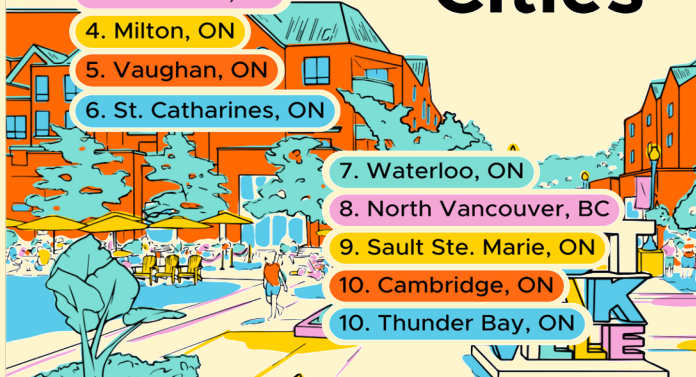 Cities
4. Milton, ON
5. Vaughan, ON
6. St. Catharines, ON
7. Waterloo, ON
8. North Vancouver, BC
9. Sault Ste. Marie, ON
10. Cambridge, ON
10. Thunder Bay, ON